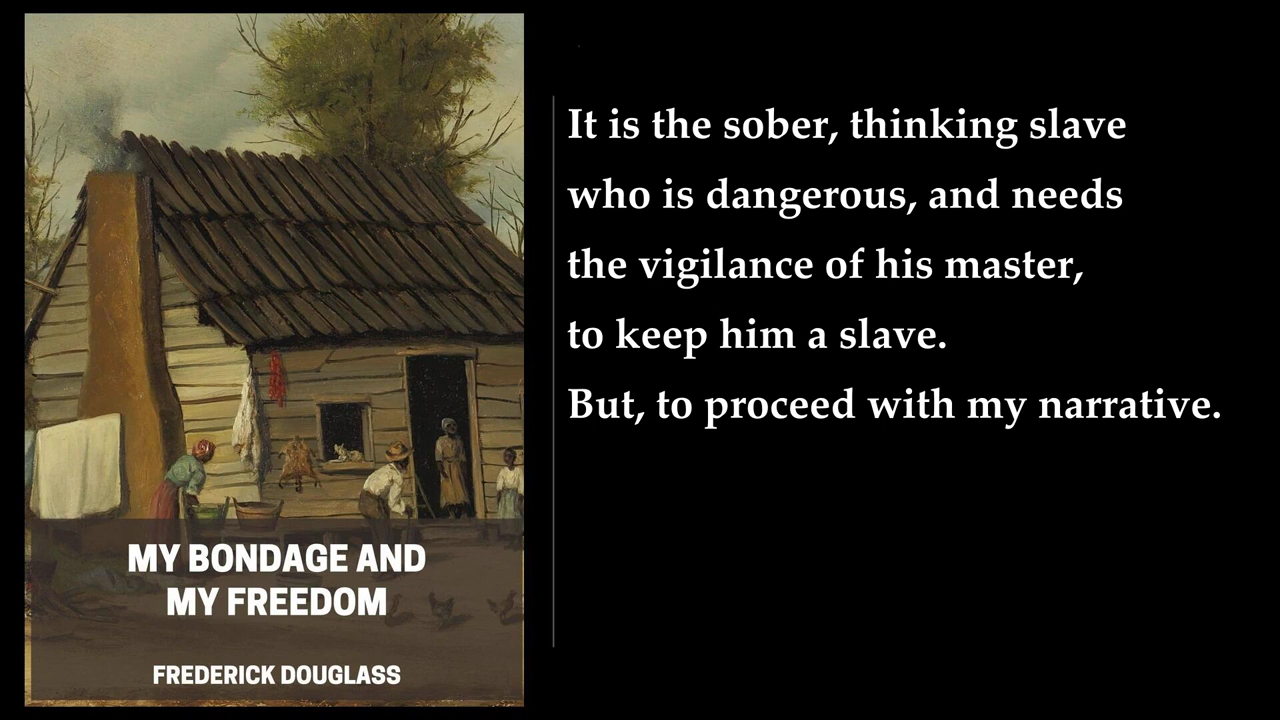 It is the sober, thinking slave
who is dangerous, and needs
the vigilance of his master,
to keep him a slave.
But, to proceed with my narrative.
MY BONDAGE AND
MY FREEDOM
FREDERICK DOUGLASS